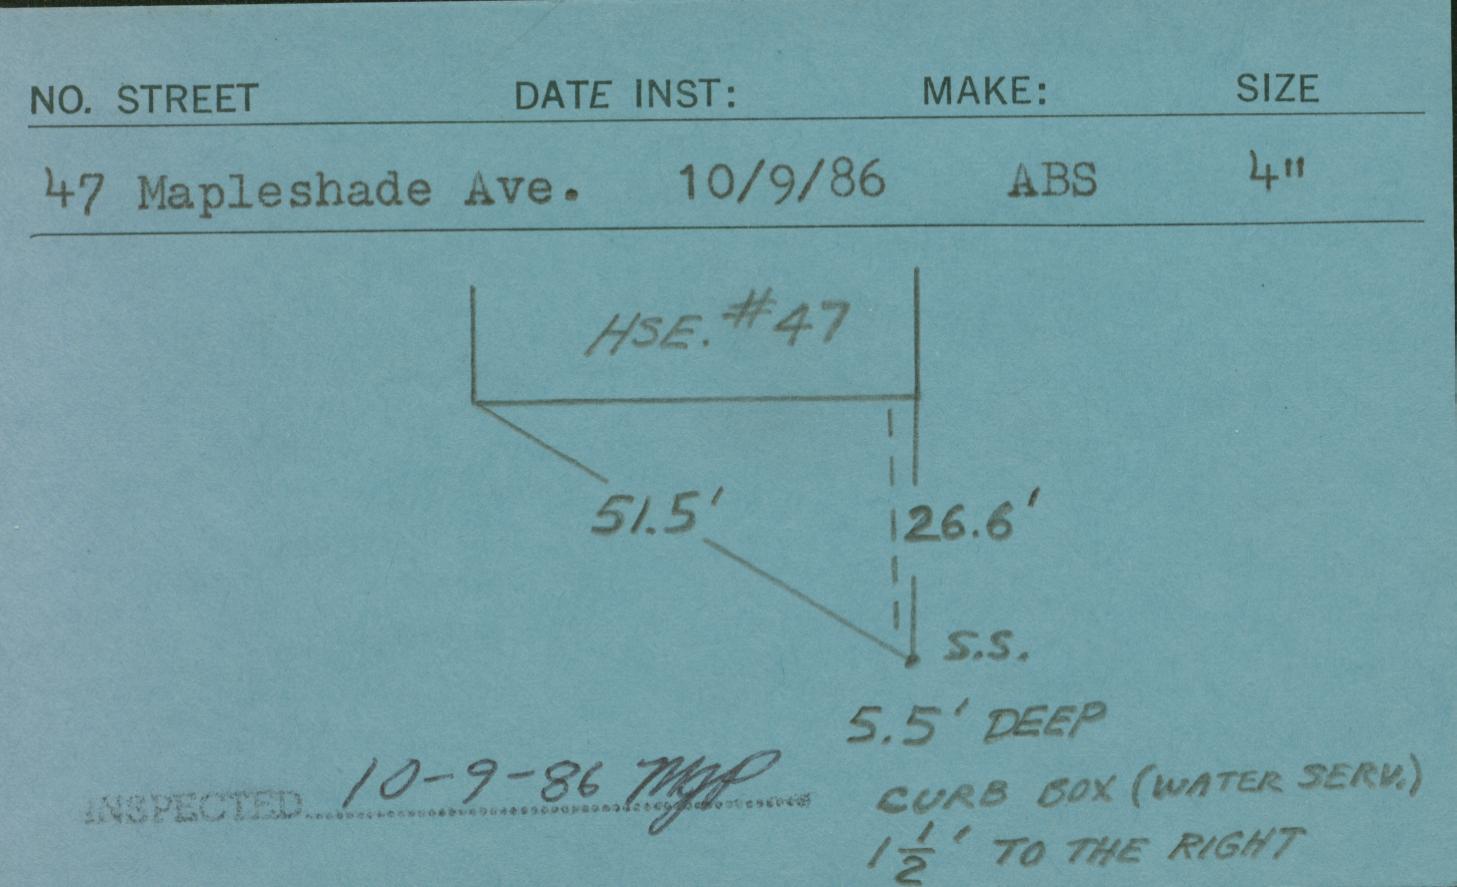 NO. STREET DATE INST: MAKE: SIZE
47 Mapleshade Ave. 10/9/86 ABS 4"
HSE. #47
51.5'
26.6'
S.S.
5.5' DEEP
CURB BOX (WATER SERV.)
1 1/2' TO THE RIGHT
INSPECTED 10-9-86 MGP